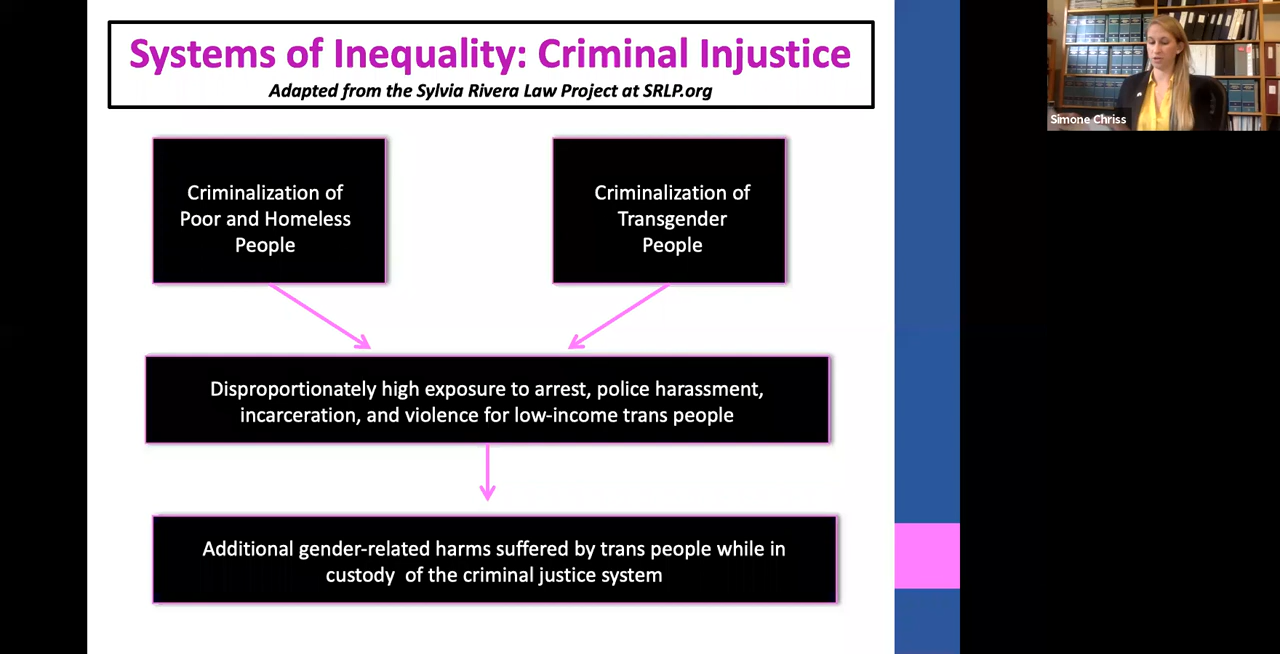 Systems of Inequality: Criminal Injustice
Adapted from the Sylvia Rivera Law Project at SRLP.org
Simone Chriss
Criminalization of
Poor and Homeless
People
Criminalization of
Transgender
People
Disproportionately high exposure to arrest, police harassment,
incarceration, and violence for low-income trans people
Additional gender-related harms suffered by trans people while in
custody  of the criminal justice system